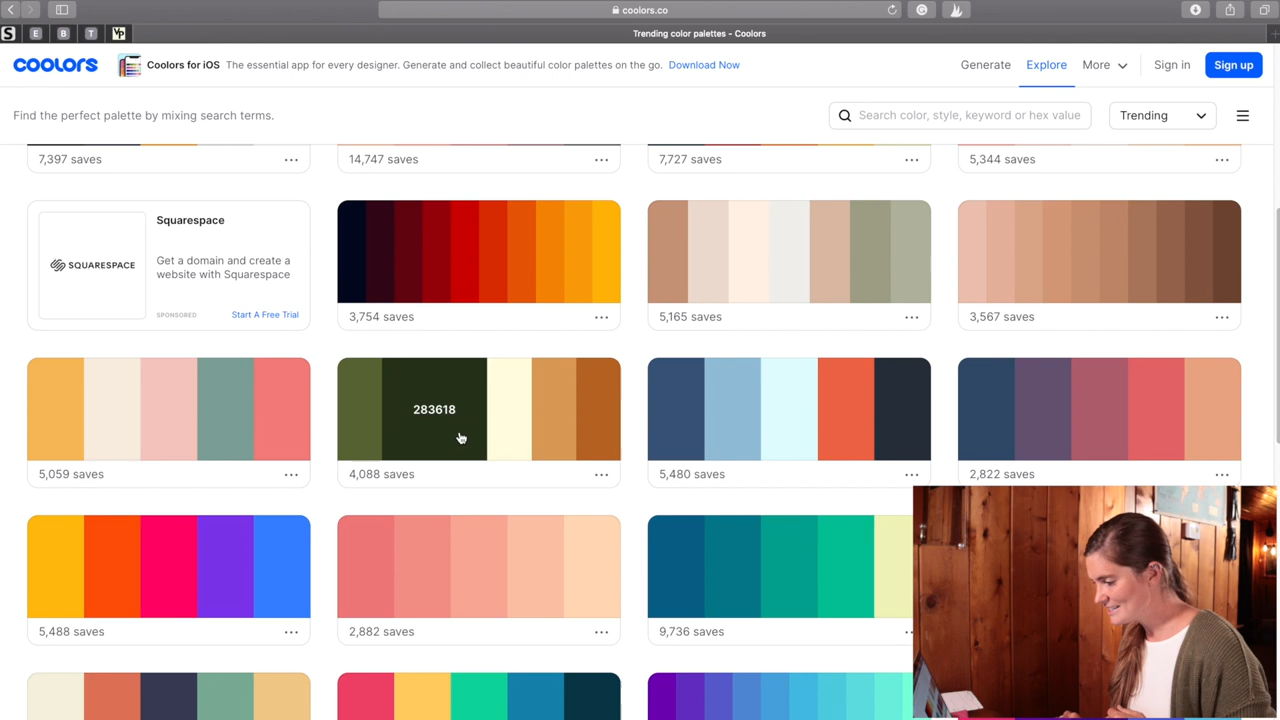 coolors.co
S
E
B
T
VP
Trending color palettes - Coolors
coolors
Coolors for iOS The essential app for every designer. Generate and collect beautiful color palettes on the go. Download Now
Generate
Explore
More
Sign in
Sign up
Find the perfect palette by mixing search terms.
Search color, style, keyword or hex value
Trending
7,397 saves
14,747 saves
7,727 saves
5,344 saves
SQUARESPACE
Squarespace
Get a domain and create a
website with Squarespace
SPONSORED
Start A Free Trial
3,754 saves
5,165 saves
3,567 saves
283618
5,059 saves
4,088 saves
5,480 saves
2,822 saves
5,488 saves
2,882 saves
9,736 saves